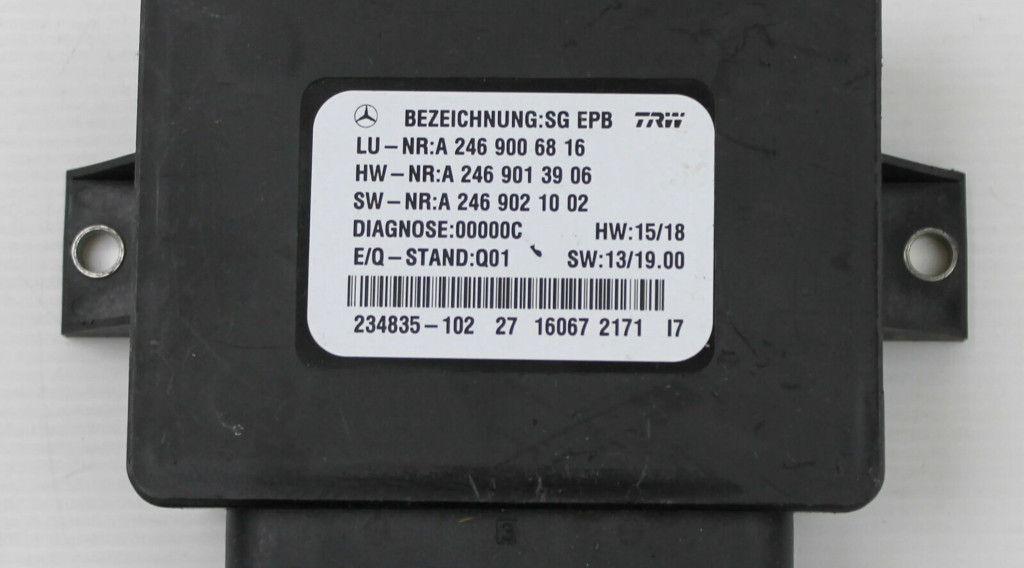 BEZEICHNUNG:SG EPB TRW
LU-NR:A 246 900 68 16
HW-NR:A 246 901 39 06
SW-NR:A 246 902 10 02
DIAGNOSE:00000C HW:15/18
E/Q-STAND:Q01 SW:13/19.00
234835-102 27 16067 2171 I7
3